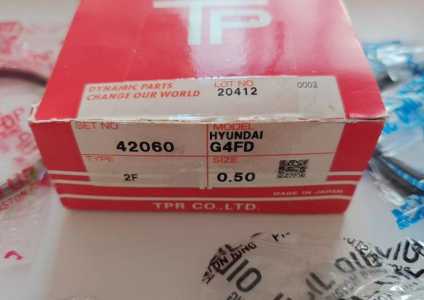 TP
DYNAMIC PARTS
CHANGE OUR WORLD
LOT NO.
20412
0002
SET NO
42060
MODEL
HYUNDAI
G4FD
TYPE
2F
SIZE
0.50
MADE IN JAPAN
TPR CO.,LTD.